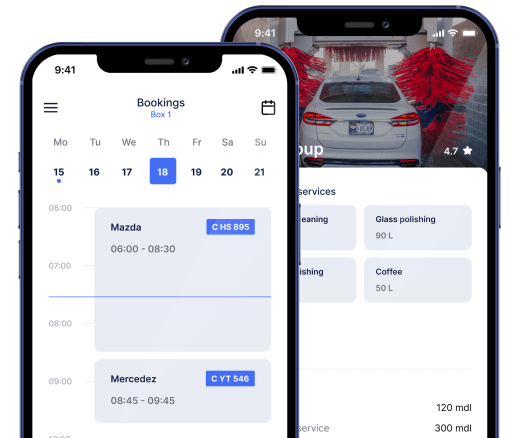 9:41
Bookings
Box 1
Mo Tu We Th Fr Sa Su
15 16 17 18 19 20 21
06:00
Mazda
C HS 895
06:00 - 08:30
07:00
08:00
09:00
Mercedez
C YT 546
08:45 - 09:45
9:41
oup
4.7
services
eaning
Glass polishing
90 L
ishing
Coffee
50 L
120 mdl
service
300 mdl